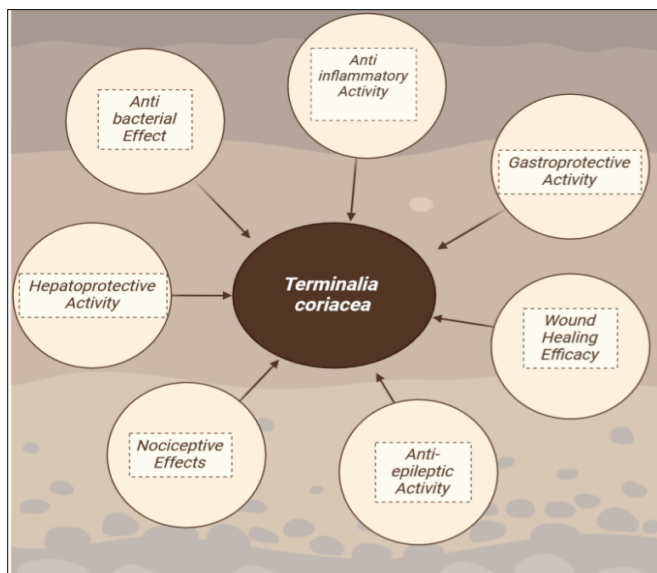 Anti
inflammatory
Activity
Anti
bacterial
Effect
Gastroprotective
Activity
Hepatoprotective
Activity
Terminalia
coriacea
Wound
Healing
Efficacy
Nociceptive
Effects
Anti-
epileptic
Activity